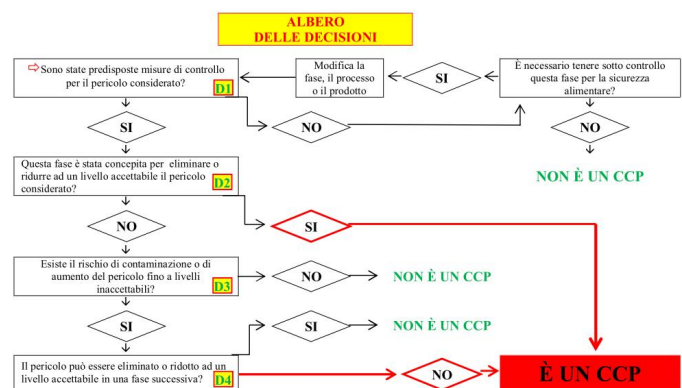 ALBERO
DELLE DECISIONI
⇨Sono state predisposte misure di controllo
per il pericolo considerato?
D1
Modifica la
fase, il processo
o il prodotto
SI
È necessario tenere sotto controllo
questa fase per la sicurezza
alimentare?
SI
NO
NO
NON È UN CCP
Questa fase è stata concepita per eliminare o
ridurre ad un livello accettabile il pericolo
considerato?
D2
NO
SI
Esiste il rischio di contaminazione o di
aumento del pericolo fino a livelli
inaccettabili?
D3
NO
NON È UN CCP
SI
SI
NON È UN CCP
Il pericolo può essere eliminato o ridotto ad un
livello accettabile in una fase successiva?
D4
NO
È UN CCP